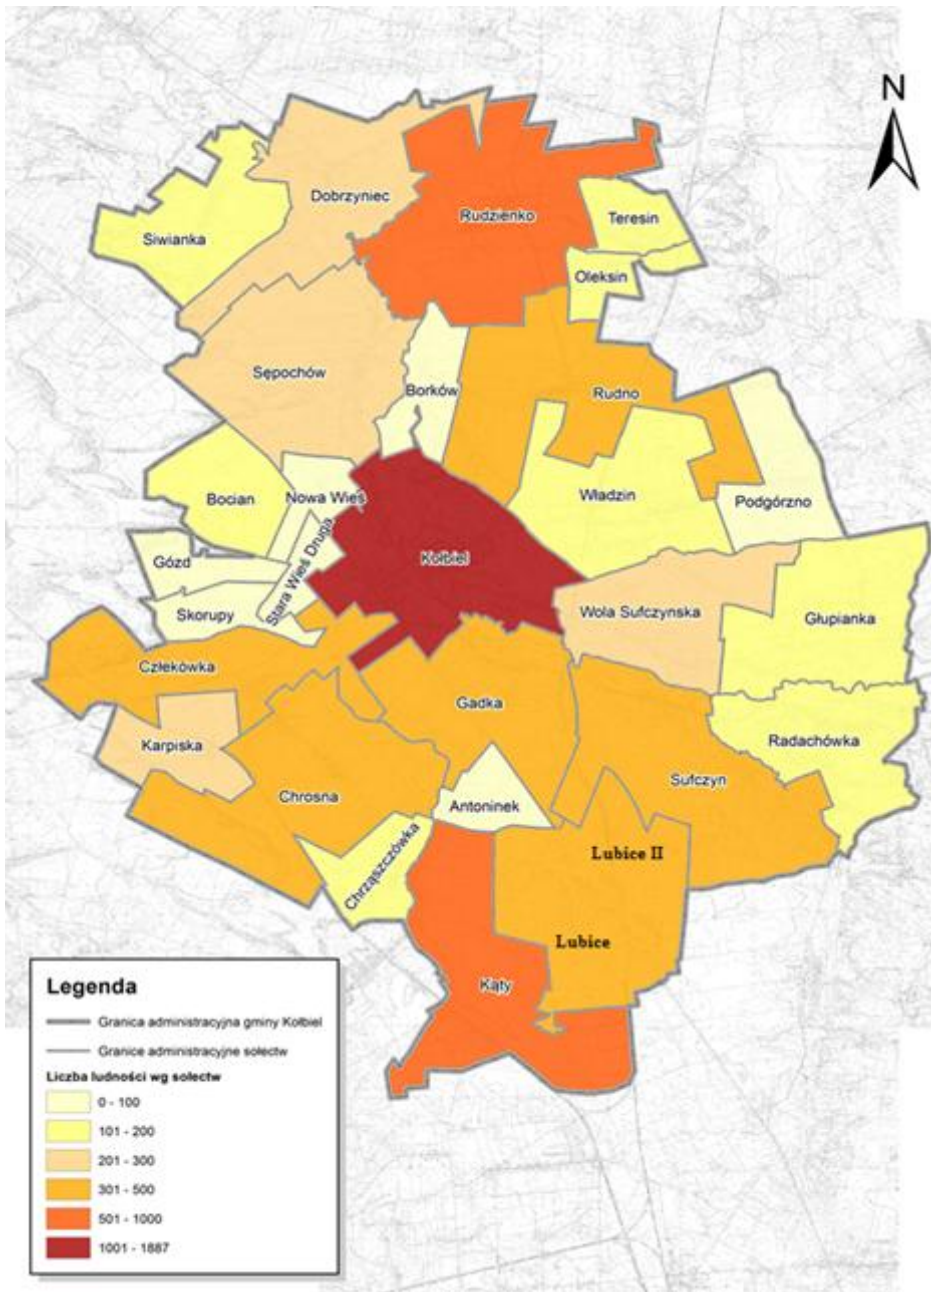 N
Dobrzyniec
Rudzienko
Teresin
Siwianka
Oleksin
Sępochów
Borków
Rudno
Bocian
Nowa Wieś
Władzin
Podgórzno
Stara Wieś Druga
Gózd
Kołbiel
Skorupy
Wola Sufczynska
Głupianka
Człekówka
Gadka
Karpiska
Radachówka
Sufczyn
Chrosna
Antoninek
Chrząszczówka
Lubice II
Lubice
Kąty
Legenda
Granica administracyjna gminy Kołbiel
Granice administracyjne sołectw
Liczba ludności wg sołectw
0 - 100
101 - 200
201 - 300
301 - 500
501 - 1000
1001 - 1887